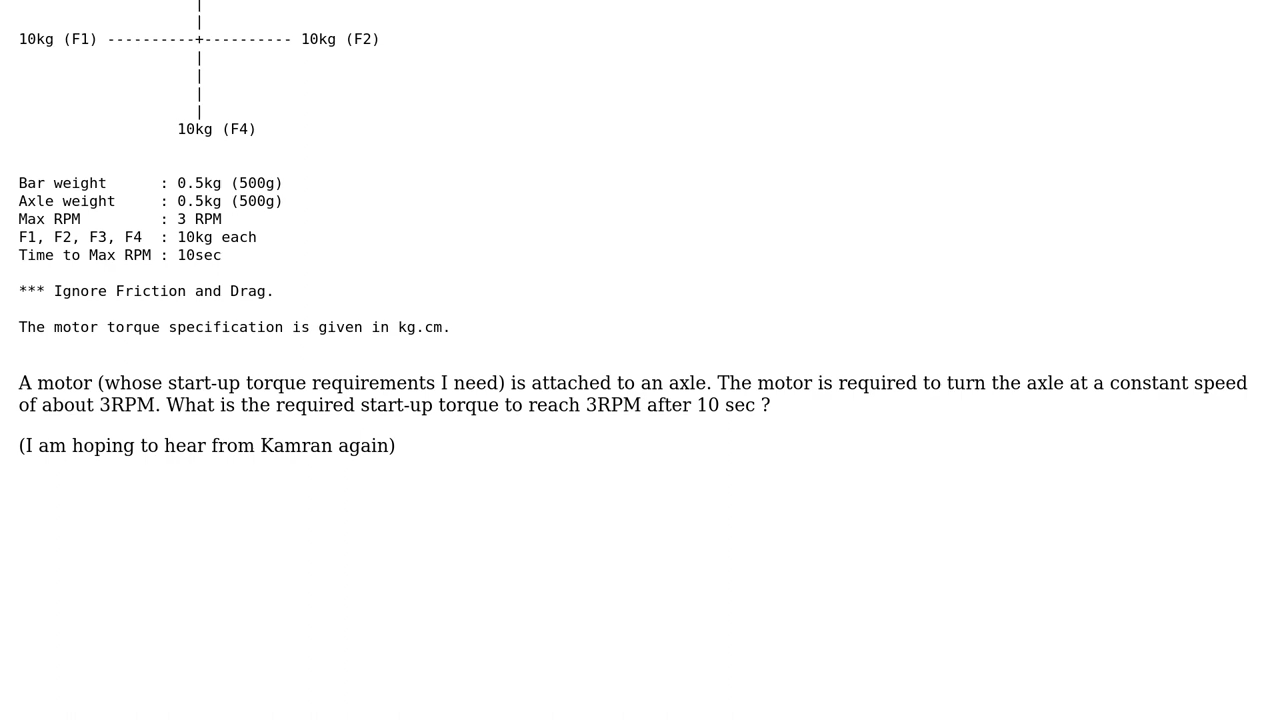 |
|
10kg (F1) ----------+---------- 10kg (F2)
|
|
|
|
10kg (F4)
Bar weight      : 0.5kg (500g)
Axle weight     : 0.5kg (500g)
Max RPM         : 3 RPM
F1, F2, F3, F4  : 10kg each
Time to Max RPM : 10sec
*** Ignore Friction and Drag.
The motor torque specification is given in kg.cm.
A motor (whose start-up torque requirements I need) is attached to an axle. The motor is required to turn the axle at a constant speed
of about 3RPM. What is the required start-up torque to reach 3RPM after 10 sec ?
(I am hoping to hear from Kamran again)